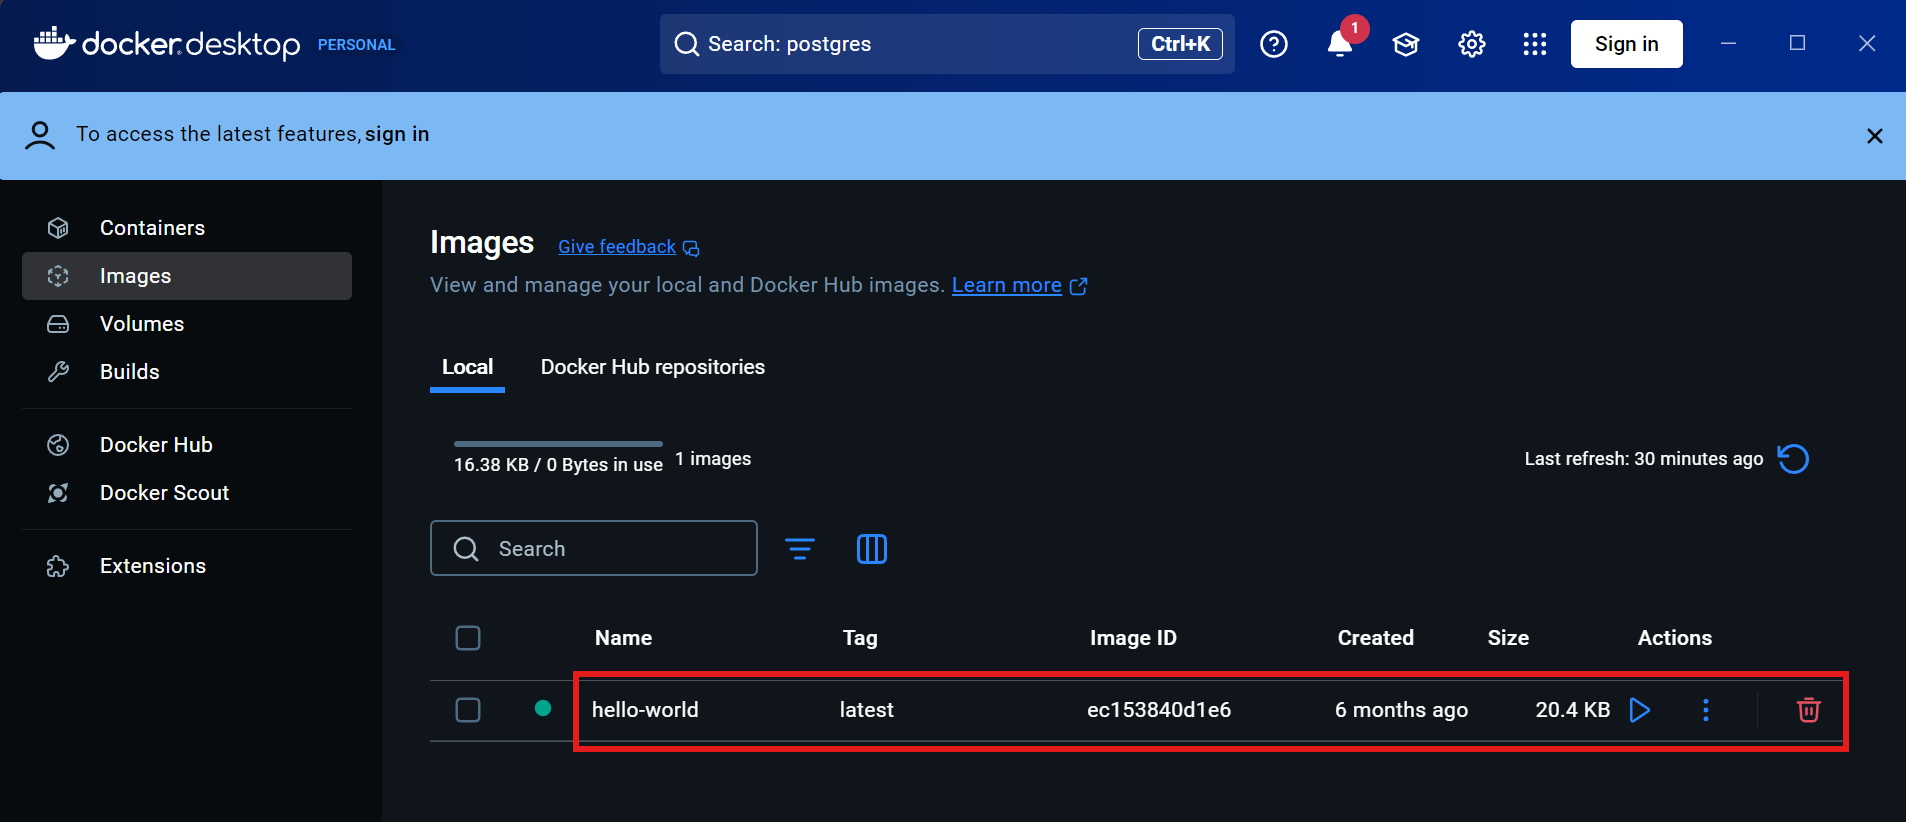 docker desktop PERSONAL
Search: postgres Ctrl+K
1
Sign in
To access the latest features, sign in
Containers
Images
Volumes
Builds
Docker Hub
Docker Scout
Extensions
Images Give feedback
View and manage your local and Docker Hub images. Learn more
Local Docker Hub repositories
16.38 KB / 0 Bytes in use 1 images
Last refresh: 30 minutes ago
Search
Name Tag Image ID Created Size Actions
hello-world latest ec153840d1e6 6 months ago 20.4 KB